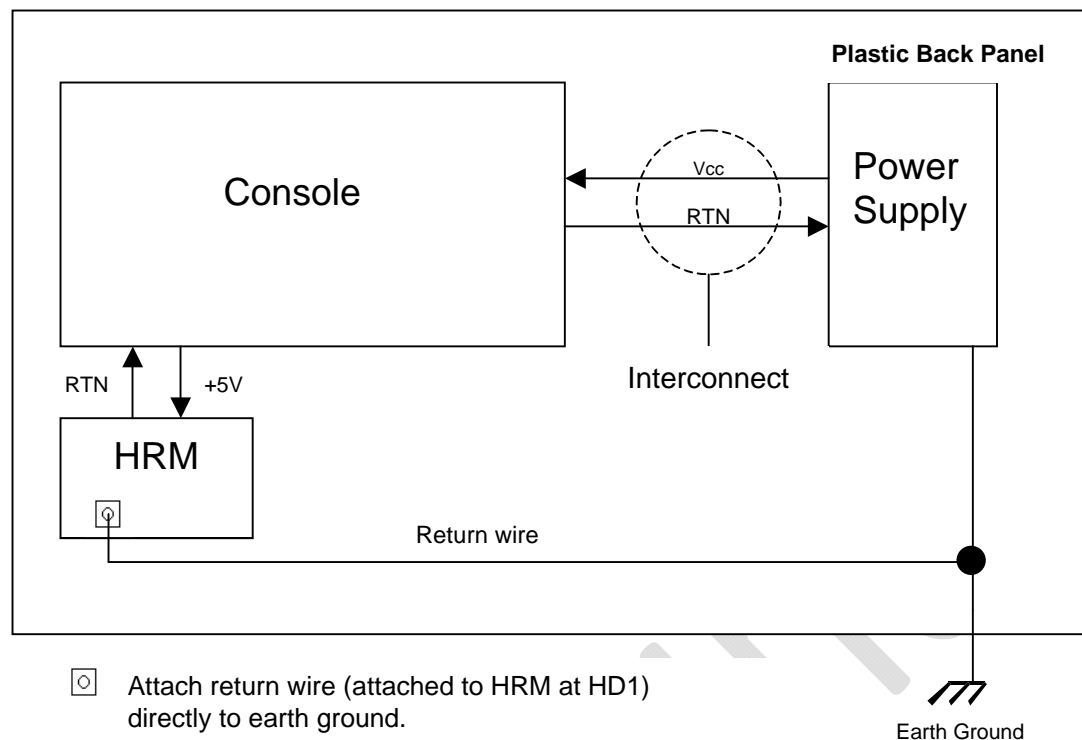 Plastic Back Panel
Console
Vcc
RTN
Power
Supply
Interconnect
RTN
+5V
HRM
Return wire
Attach return wire (attached to HRM at HD1)
directly to earth ground.
Earth Ground